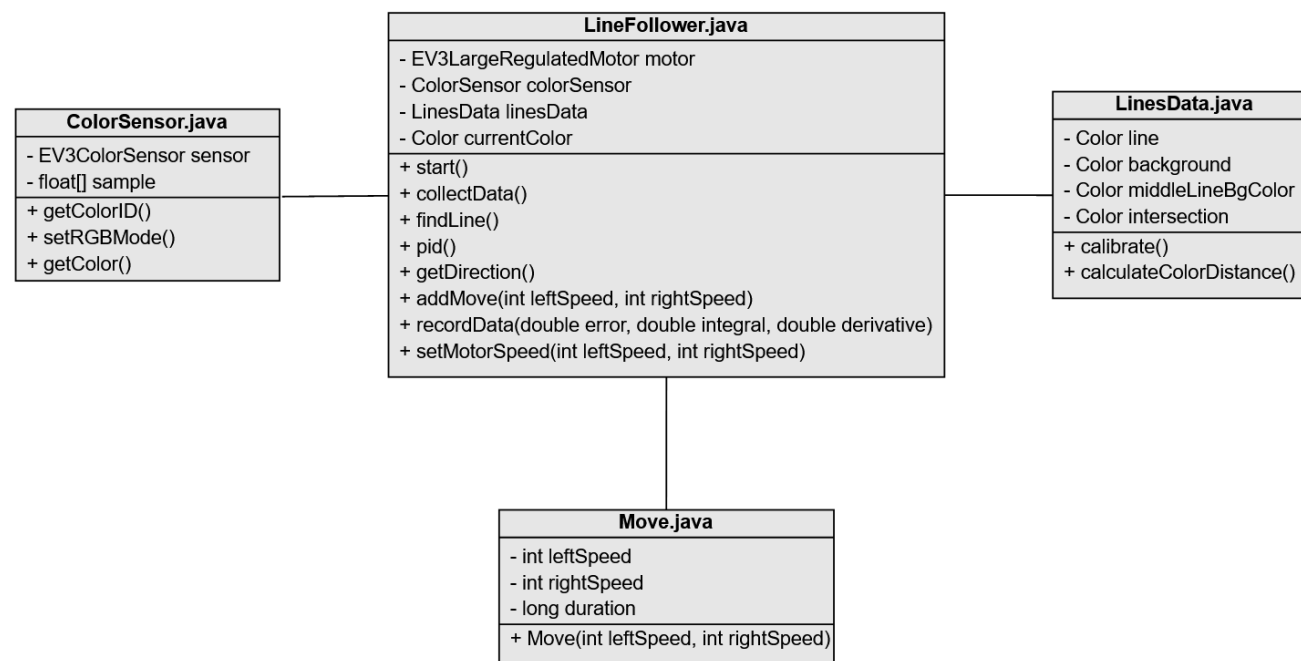 LineFollower.java
- EV3LargeRegulatedMotor motor
- ColorSensor colorSensor
- LinesData linesData
- Color currentColor
+ start()
+ collectData()
+ findLine()
+ pid()
+ getDirection()
+ addMove(int leftSpeed, int rightSpeed)
+ recordData(double error, double integral, double derivative)
+ setMotorSpeed(int leftSpeed, int rightSpeed)
ColorSensor.java
- EV3ColorSensor sensor
- float[] sample
+ getColorID()
+ setRGBMode()
+ getColor()
LinesData.java
- Color line
- Color background
- Color middleLineBgColor
- Color intersection
+ calibrate()
+ calculateColorDistance()
Move.java
- int leftSpeed
- int rightSpeed
- long duration
+ Move(int leftSpeed, int rightSpeed)